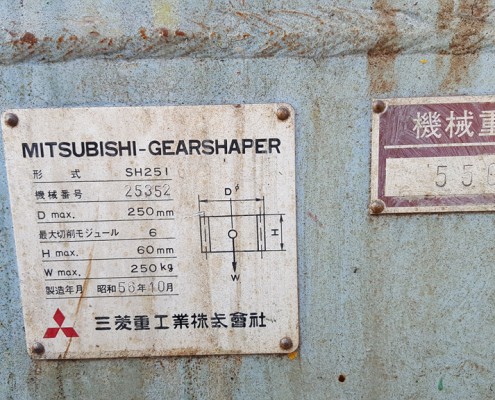 MITSUBISHI-GEARSHAPER
形式 SH251
機械番号 25352
D max. 250mm
最大切削モジュール 6
H max. 60mm
W max. 250kg
製造年月 昭和56年10月
三菱重工業株式會社
Dφ
H
W
機械重
550